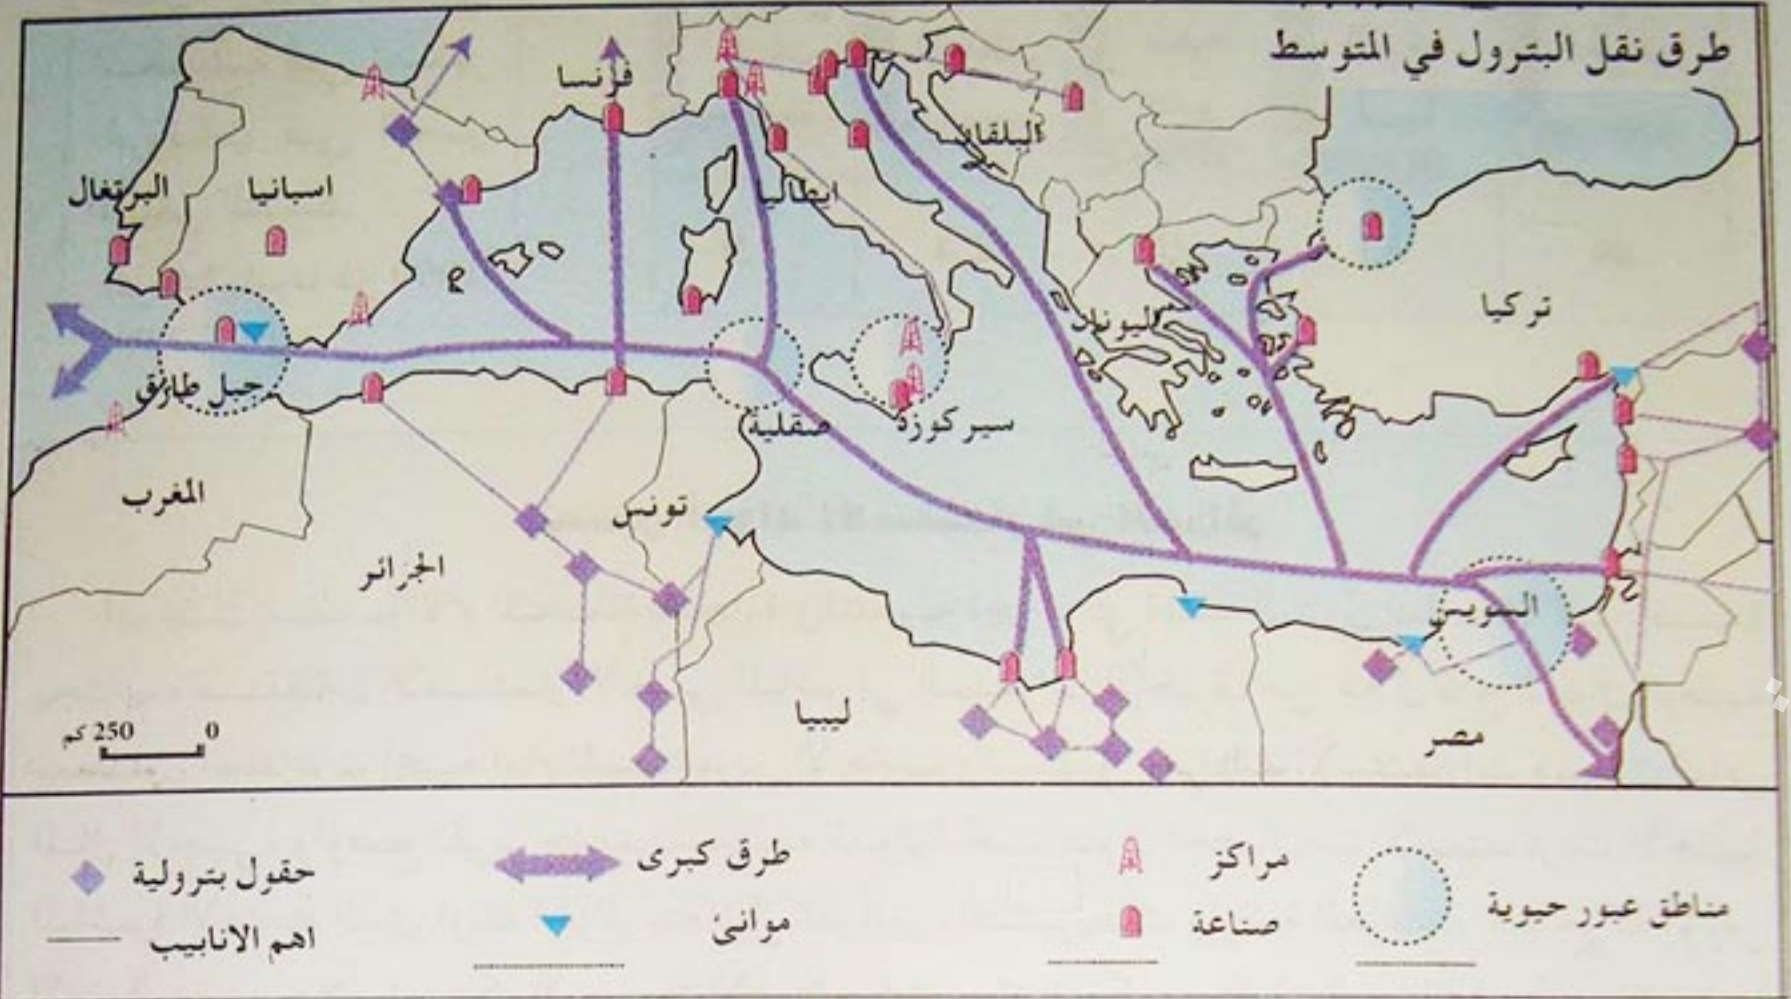 طرق نقل البترول في المتوسط
فرنسا
البلقان
البرتغال
اسبانيا
ايطاليا
تركيا
اليونان
جبل طارق
صقلية
سيركوزة
المغرب
تونس
الجزائر
السويس
ليبيا
مصر
250 كم
0
حقول بترولية
طرق كبرى
مراكز
مناطق عبور حيوية
اهم الانابيب
موانئ
صناعة